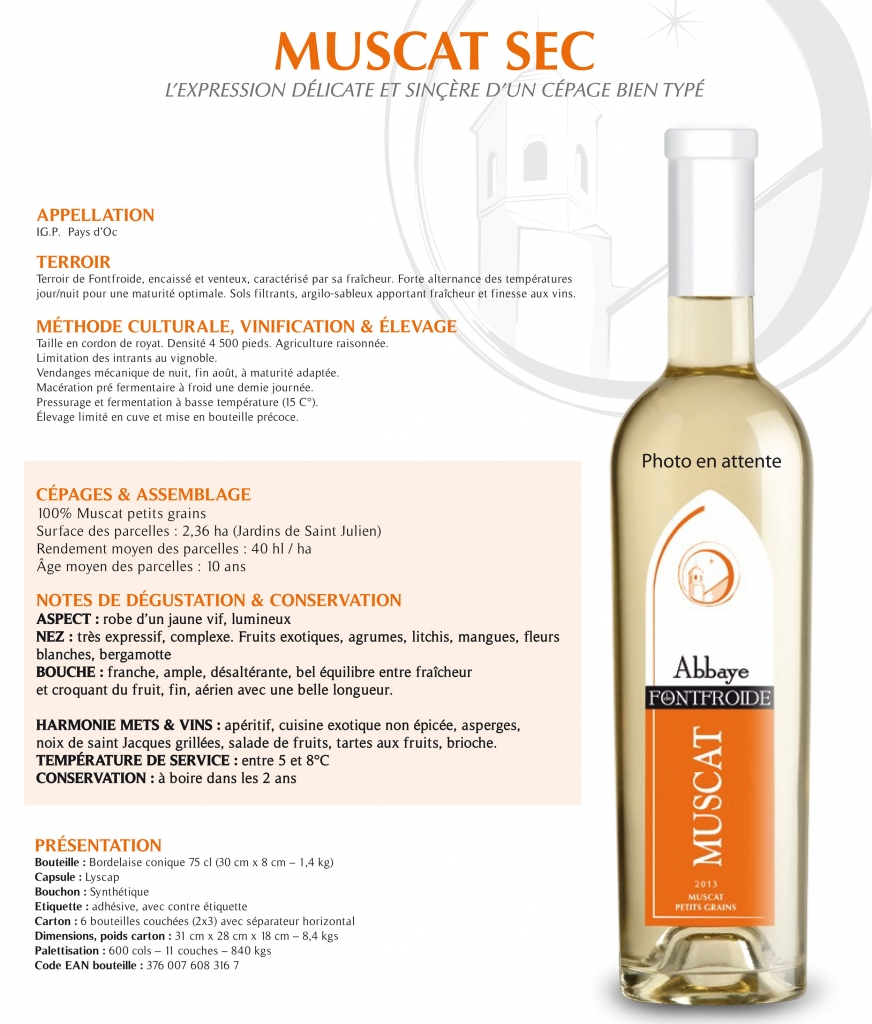 MUSCAT SEC
L'EXPRESSION DÉLICATE ET SINÇÈRE D'UN CÉPAGE BIEN TYPÉ
APPELLATION
IG.P. Pays d'Oc
TERROIR
Terroir de Fontfroide, encaissé et venteux, caractérisé par sa fraîcheur. Forte alternance des températures
jour/nuit pour une maturité optimale. Sols filtrants, argilo-sableux apportant fraîcheur et finesse aux vins.
MÉTHODE CULTURALE, VINIFICATION & ÉLEVAGE
Taille en cordon de royat. Densité 4 500 pieds. Agriculture raisonnée.
Limitation des intrants au vignoble.
Vendanges mécanique de nuit, fin août, à maturité adaptée.
Macération pré fermentaire à froid une demie journée.
Pressurage et fermentation à basse température (15 C°).
Élevage limité en cuve et mise en bouteille précoce.
CÉPAGES & ASSEMBLAGE
100% Muscat petits grains
Surface des parcelles : 2,36 ha (Jardins de Saint Julien)
Rendement moyen des parcelles : 40 hl / ha
Âge moyen des parcelles : 10 ans
NOTES DE DÉGUSTATION & CONSERVATION
ASPECT : robe d'un jaune vif, lumineux
NEZ : très expressif, complexe. Fruits exotiques, agrumes, litchis, mangues, fleurs
blanches, bergamotte
BOUCHE : franche, ample, désaltérante, bel équilibre entre fraîcheur
et croquant du fruit, fin, aérien avec une belle longueur.
HARMONIE METS & VINS : apéritif, cuisine exotique non épicée, asperges,
noix de saint Jacques grillées, salade de fruits, tartes aux fruits, brioche.
TEMPÉRATURE DE SERVICE : entre 5 et 8°C
CONSERVATION : à boire dans les 2 ans
PRÉSENTATION
Bouteille : Bordelaise conique 75 cl (30 cm x 8 cm – 1,4 kg)
Capsule : Lyscap
Bouchon : Synthétique
Etiquette : adhésive, avec contre étiquette
Carton : 6 bouteilles couchées (2x3) avec séparateur horizontal
Dimensions, poids carton : 31 cm x 28 cm x 18 cm – 8,4 kgs
Palettisation : 600 cols – 11 couches – 840 kgs
Code EAN bouteille : 376 007 608 316 7
Photo en attente
Abbaye
de FONTFROIDE
MUSCAT
2013
MUSCAT
PETITS GRAINS